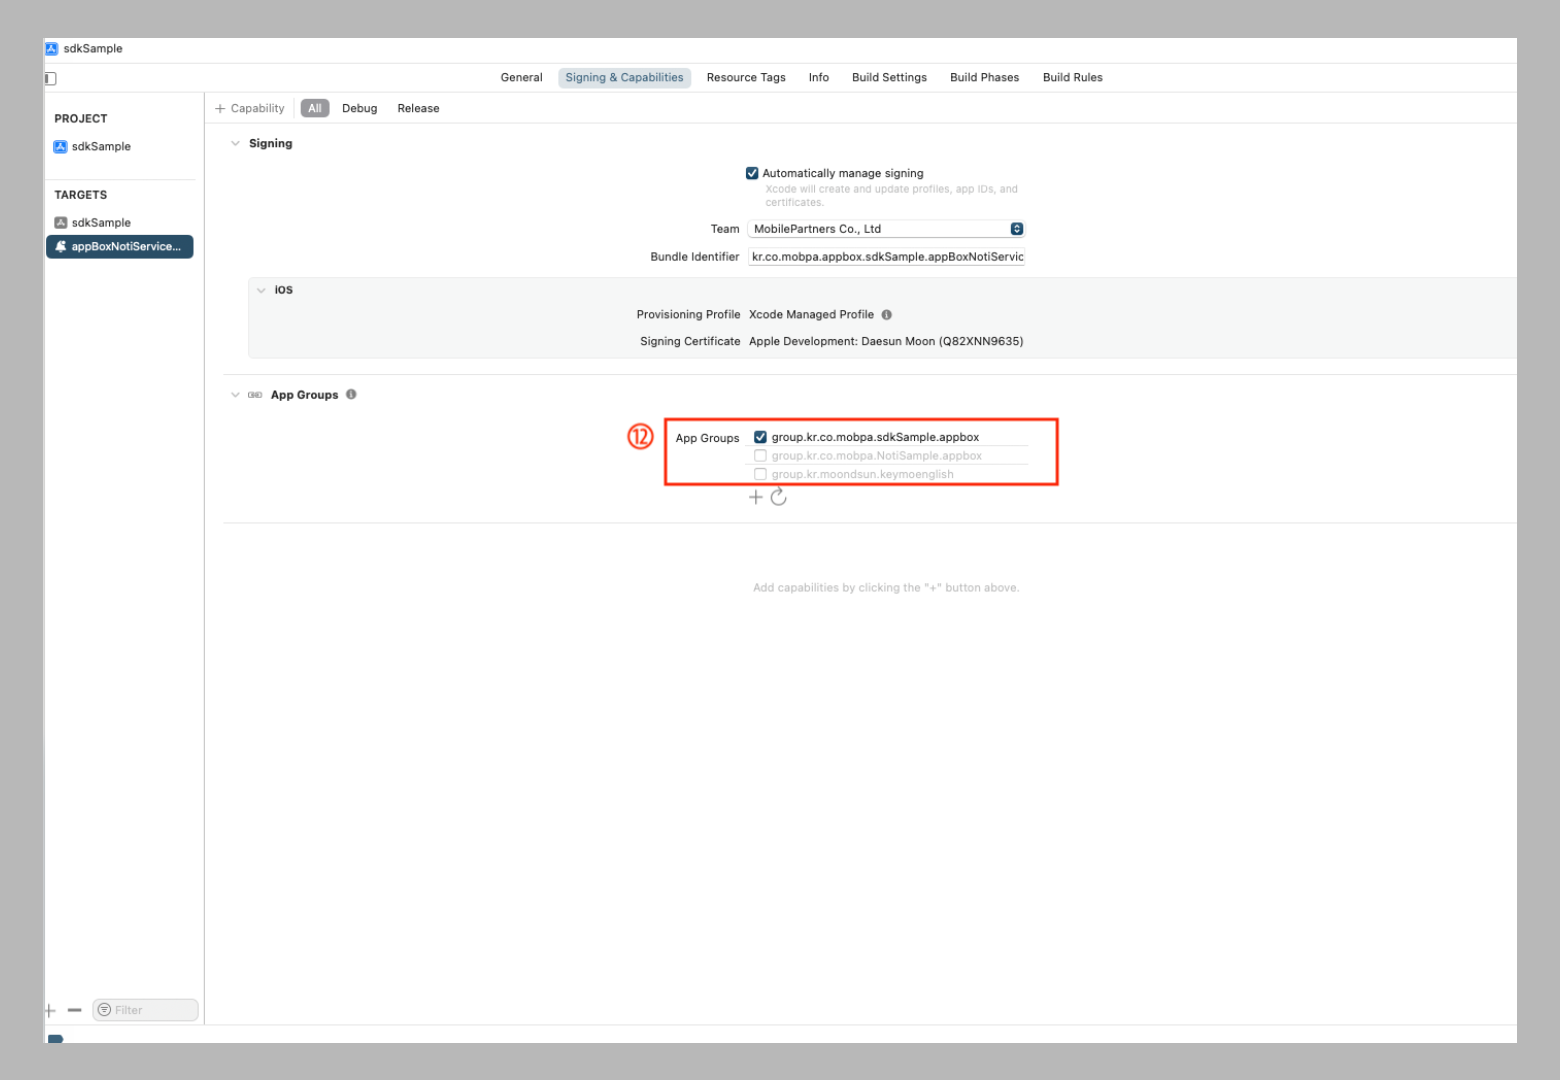 sdkSample
General Signing & Capabilities Resource Tags Info Build Settings Build Phases Build Rules
+ Capability All Debug Release
PROJECT
sdkSample
TARGETS
sdkSample
appBoxNotiService...
Signing
Automatically manage signing
Xcode will create and update profiles, app IDs, and
certificates.
Team MobilePartners Co., Ltd
Bundle Identifier kr.co.mobpa.appbox.sdkSample.appBoxNotiServic
iOS
Provisioning Profile Xcode Managed Profile
Signing Certificate Apple Development: Daesun Moon (Q82XNN9635)
App Groups
⑫ App Groups group.kr.co.mobpa.sdkSample.appbox
group.kr.co.mobpa.NotiSample.appbox
group.kr.moondsun.keymoenglish
Add capabilities by clicking the "+" button above.
Filter